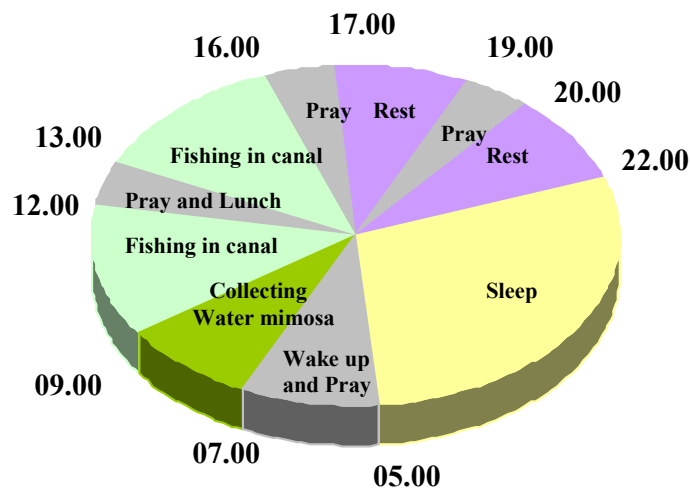 17.00
16.00
19.00
20.00
Pray
Rest
Pray
13.00
Fishing in canal
Rest
22.00
Pray and Lunch
12.00
Fishing in canal
Collecting
Water mimosa
Sleep
Wake up
and Pray
09.00
07.00
05.00